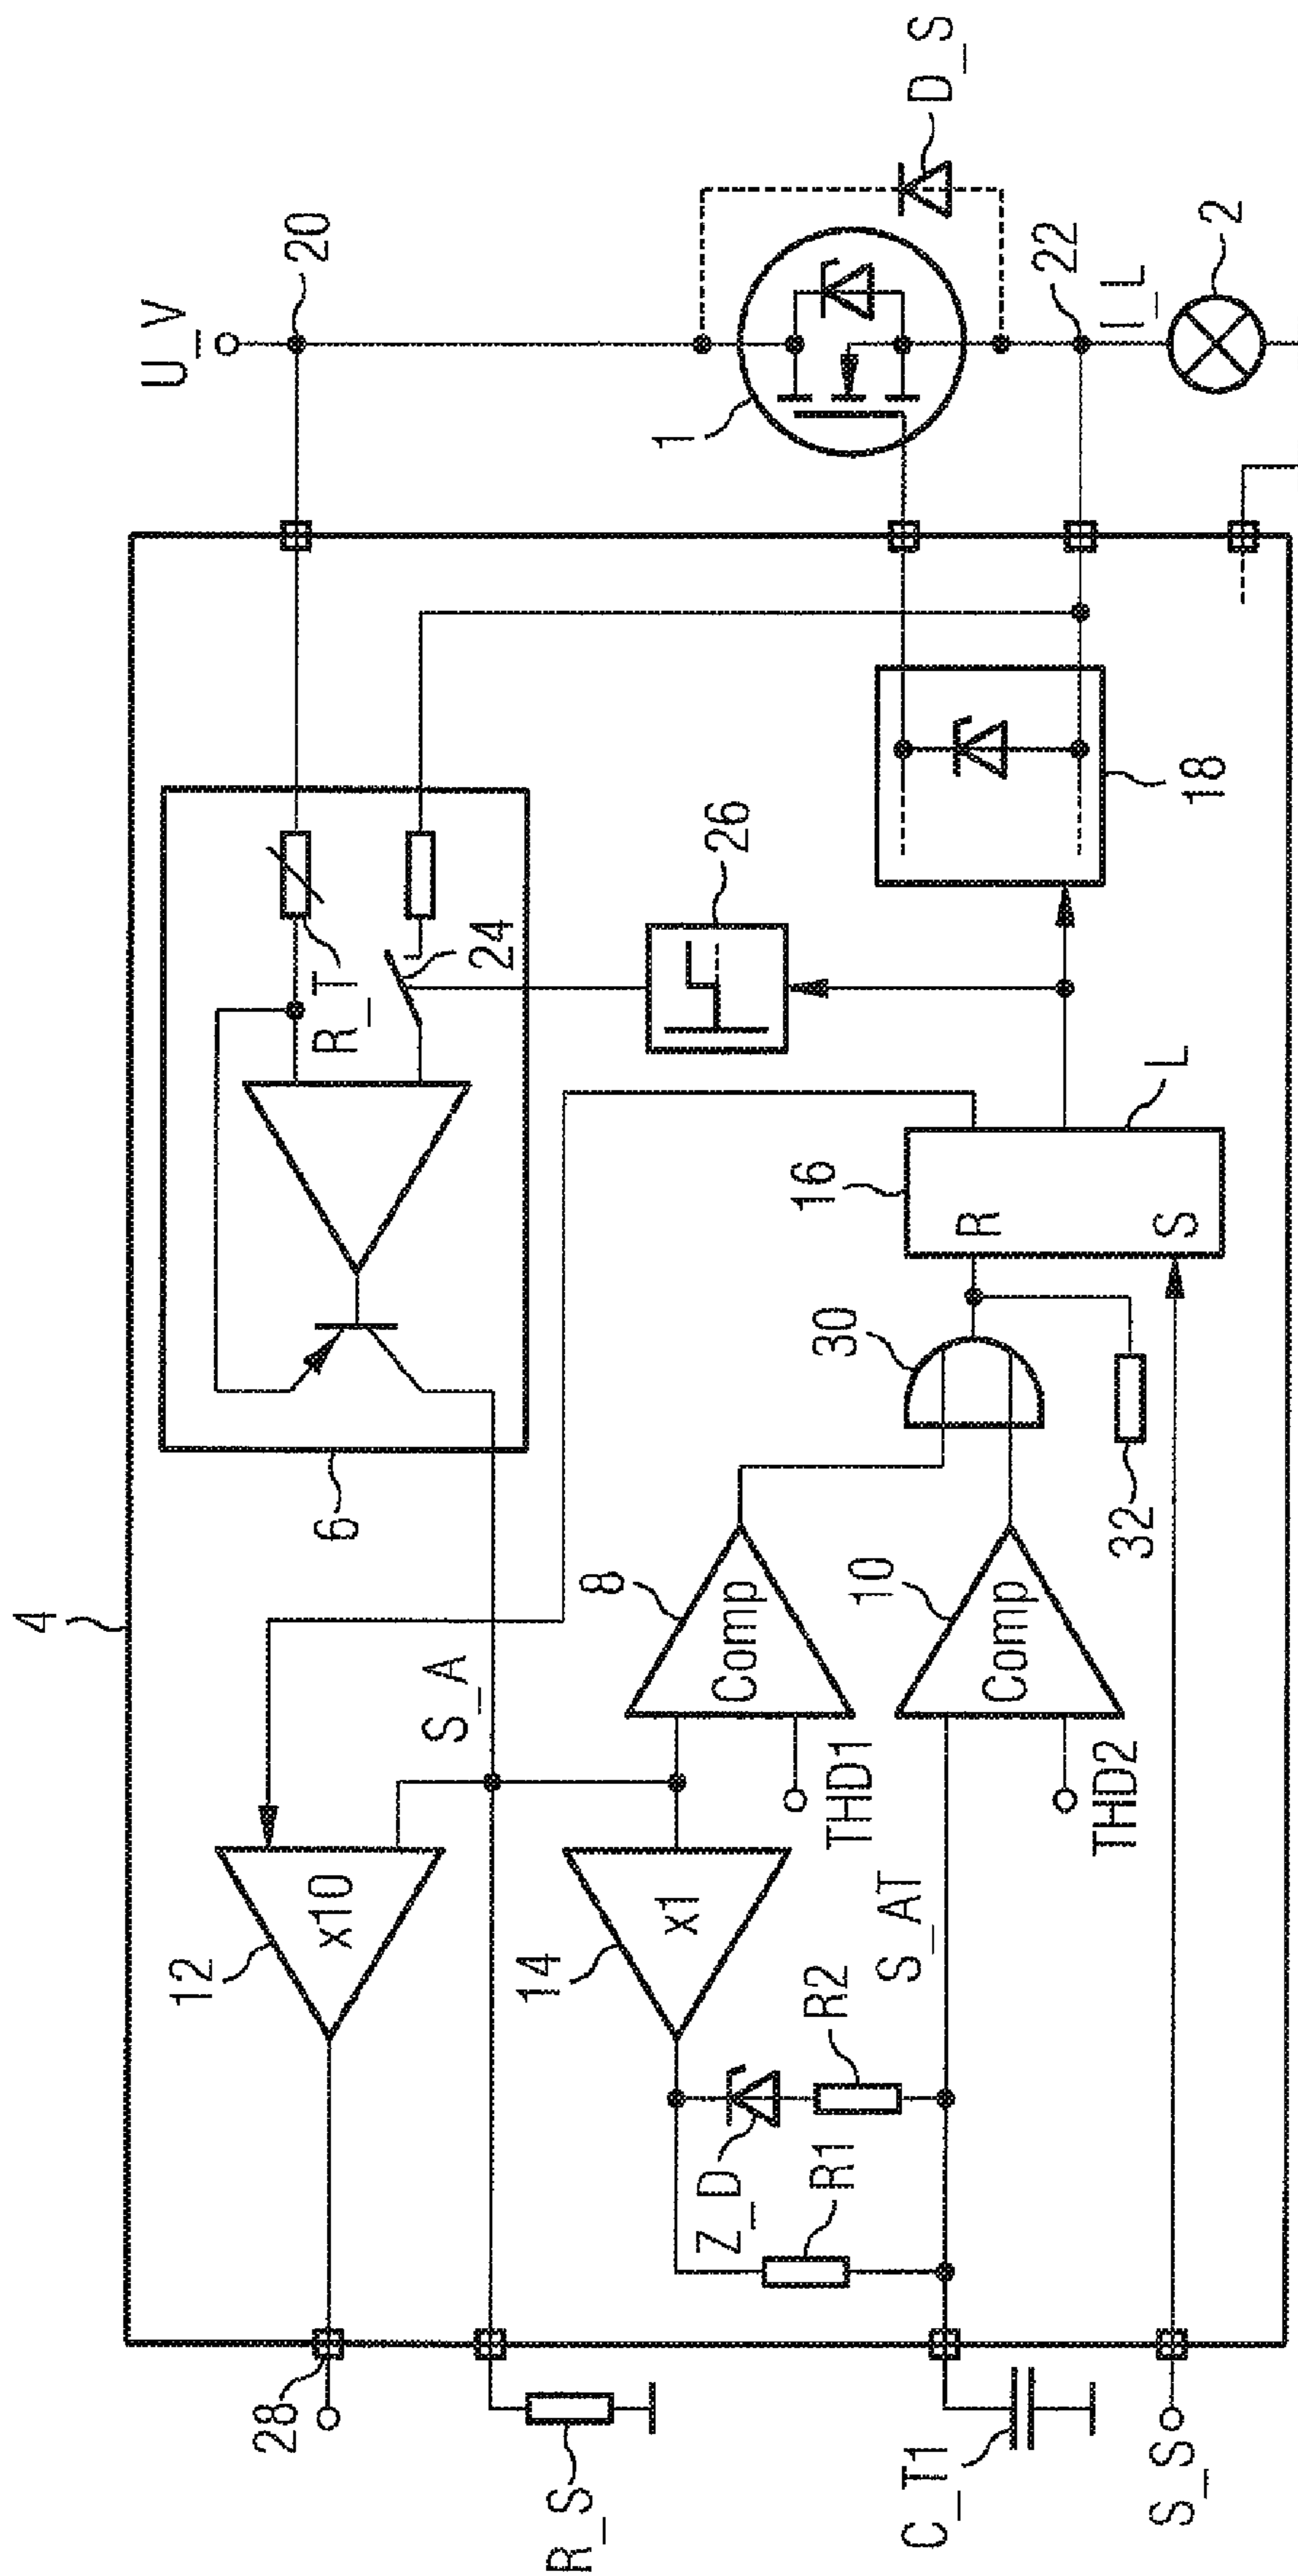 4
U_V
20
D_S
1
22
I_L
2
6
R_T
24
26
18
16
L
R
S
30
32
8
Comp
10
Comp
S_A
THD1
THD2
12
x10
14
x1
S_AT
Z_D
R2
R1
28
R_S
C_T1
S_S